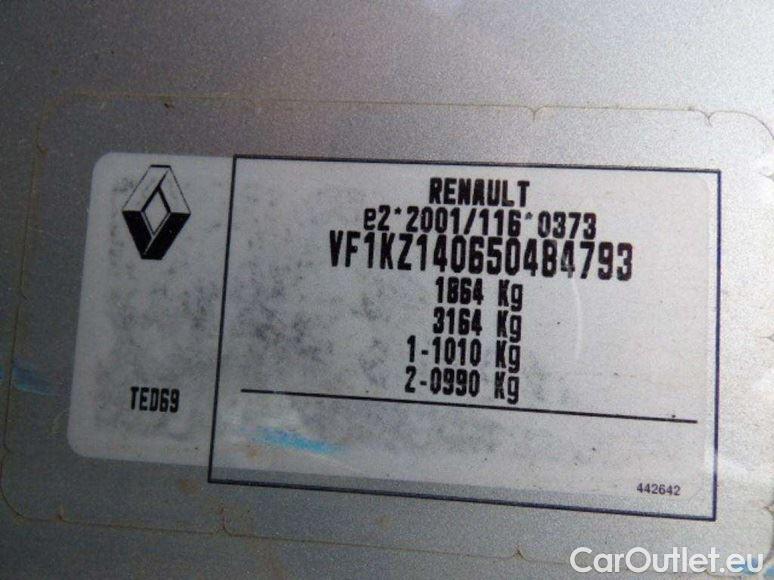 RENAULT
e2*2001/116*0373
VF1KZ140650484793
1864 Kg
3164 Kg
1-1010 Kg
2-0990 Kg
TED69
442642
CarOutlet.eu